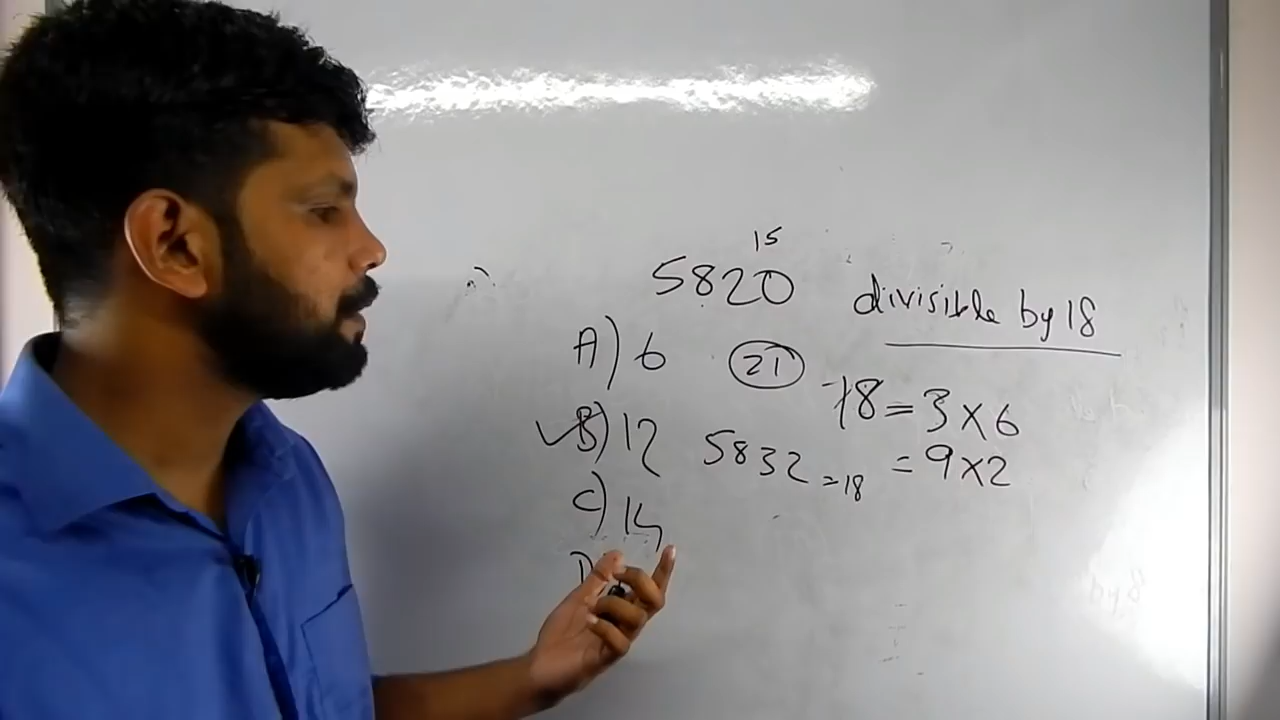 15
5820 divisible by 18
A) 6 21 18 = 3 x 6
B) 12 5832 = 18 = 9 x 2
C) 14
D)